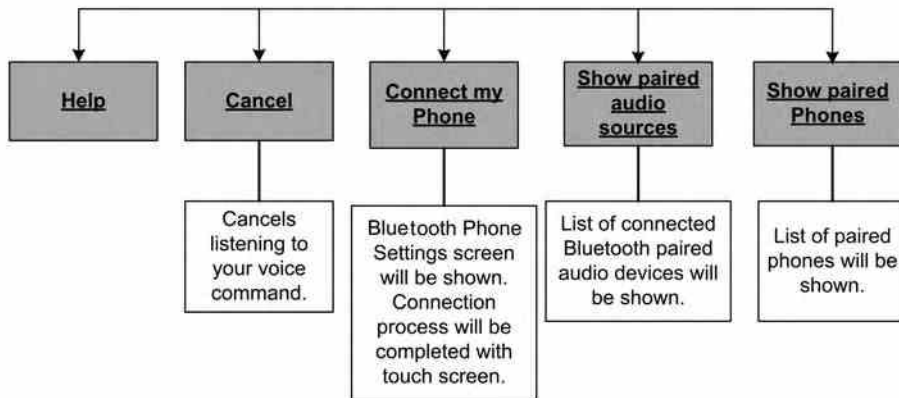 Help
Cancel
Connect my
Phone
Show paired
audio
sources
Show paired
Phones
Cancels
listening to
your voice
command.
Bluetooth Phone
Settings screen
will be shown.
Connection
process will be
completed with
touch screen.
List of connected
Bluetooth paired
audio devices will
be shown.
List of paired
phones will be
shown.